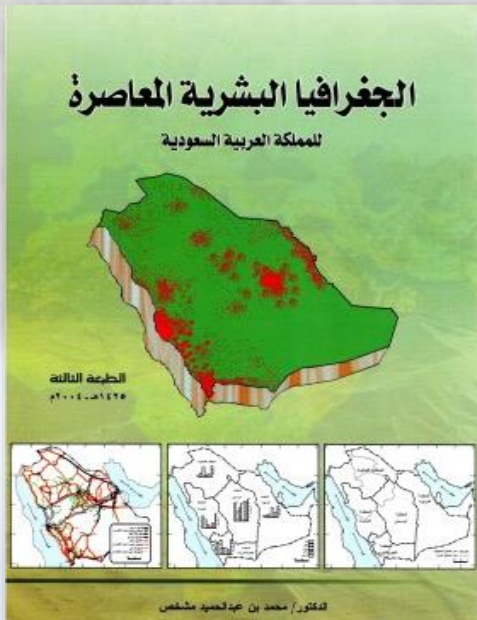 الجغرافيا البشرية المعاصرة
للمملكة العربية السعودية
الطبعة الثالثة
١٤٢٥هـ - ٢٠٠٤م
الدكتور/ محمد بن عبدالحميد مشخص